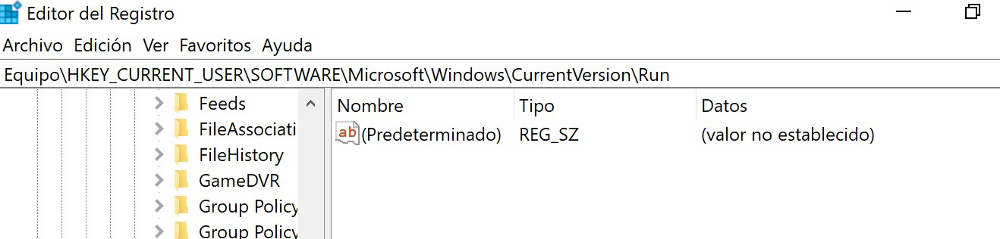 Editor del Registro
Archivo Edición Ver Favoritos Ayuda
Equipo\HKEY_CURRENT_USER\SOFTWARE\Microsoft\Windows\CurrentVersion\Run
Feeds
FileAssociati
FileHistory
GameDVR
Group Policy
Group Policy
Nombre Tipo Datos
ab (Predeterminado) REG_SZ (valor no establecido)